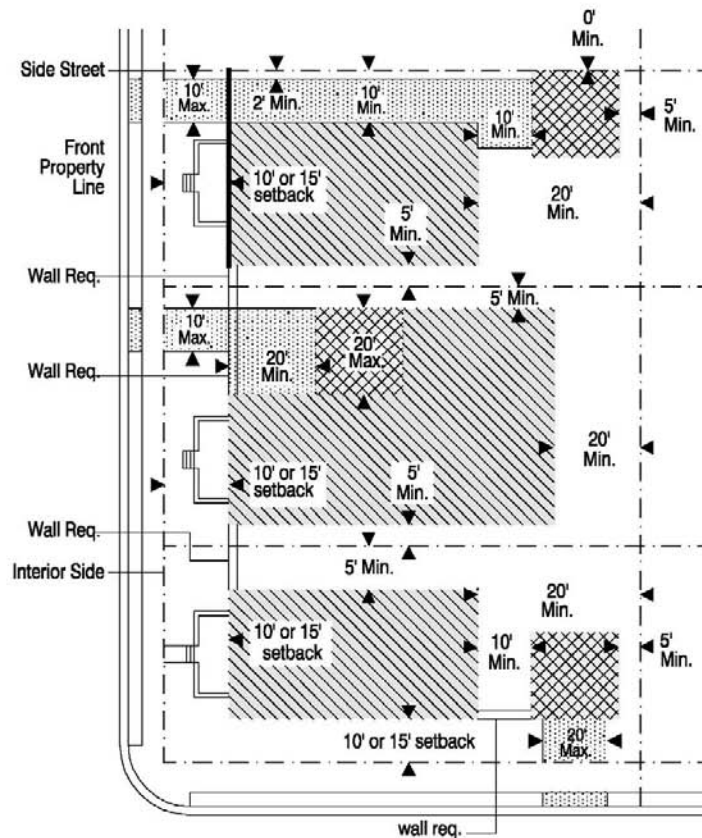 0'
Min.
Side Street
10'
Max.
2' Min.
10'
Min.
10'
Min.
5'
Min.
Front
Property
Line
10' or 15'
setback
5'
Min.
20'
Min.
Wall Req.
5' Min.
10'
Max.
20'
Min.
20'
Max.
Wall Req.
10' or 15'
setback
5'
Min.
20'
Min.
Wall Req.
Interior Side
5' Min.
20'
Min.
10' or 15'
setback
10'
Min.
5'
Min.
10' or 15' setback
20'
Max.
wall req.